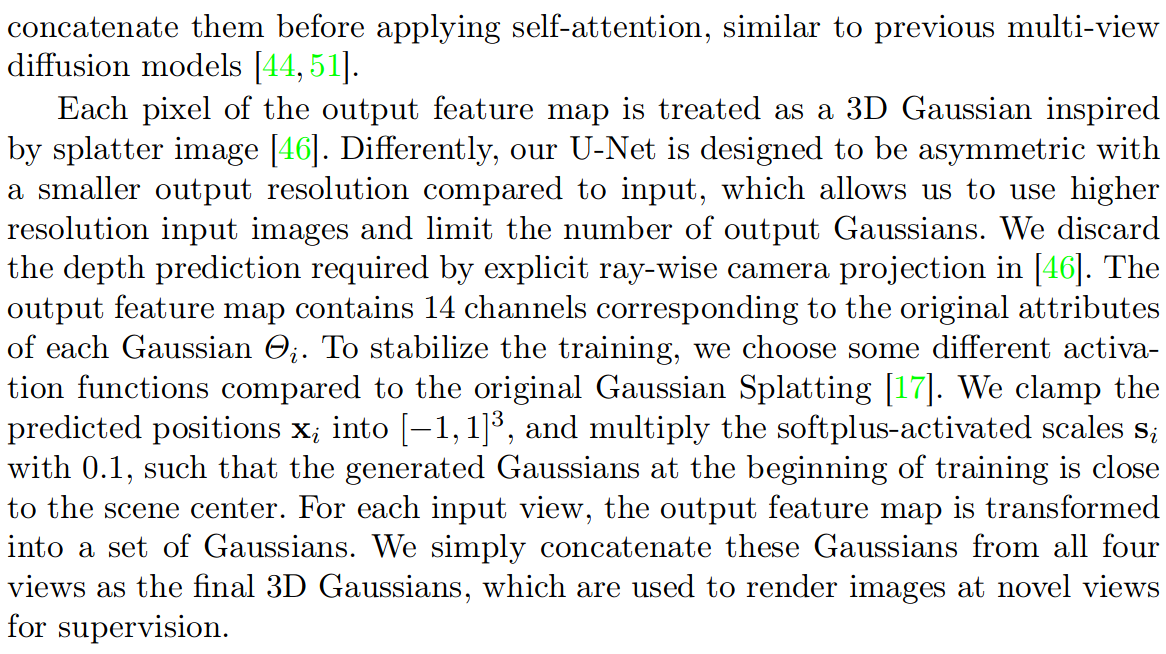 concatenate them before applying self-attention, similar to previous multi-view
diffusion models [44, 51].
Each pixel of the output feature map is treated as a 3D Gaussian inspired
by splatter image [46]. Differently, our U-Net is designed to be asymmetric with
a smaller output resolution compared to input, which allows us to use higher
resolution input images and limit the number of output Gaussians. We discard
the depth prediction required by explicit ray-wise camera projection in [46]. The
output feature map contains 14 channels corresponding to the original attributes
of each Gaussian Θᵢ. To stabilize the training, we choose some different activa-
tion functions compared to the original Gaussian Splatting [17]. We clamp the
predicted positions xᵢ into [−1, 1]³, and multiply the softplus-activated scales sᵢ
with 0.1, such that the generated Gaussians at the beginning of training is close
to the scene center. For each input view, the output feature map is transformed
into a set of Gaussians. We simply concatenate these Gaussians from all four
views as the final 3D Gaussians, which are used to render images at novel views
for supervision.